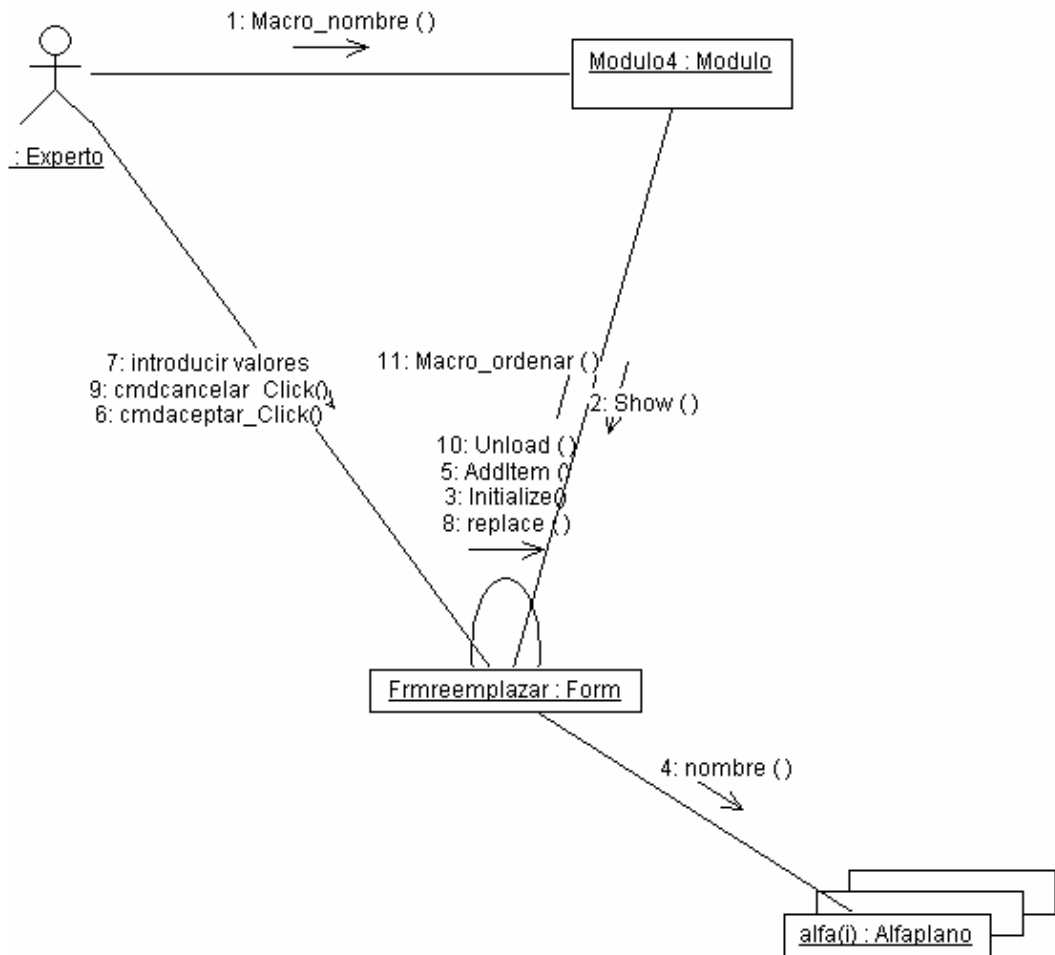 1: Macro_nombre ()
Modulo4 : Modulo
: Experto
7: introducir valores
9: cmdcancelar_Click()
6: cmdaceptar_Click()
11: Macro_ordenar ()
2: Show ()
10: Unload ()
5: AddItem ()
3: Initialize()
8: replace ()
Frmreemplazar : Form
4: nombre ()
alfa(i) : Alfaplano